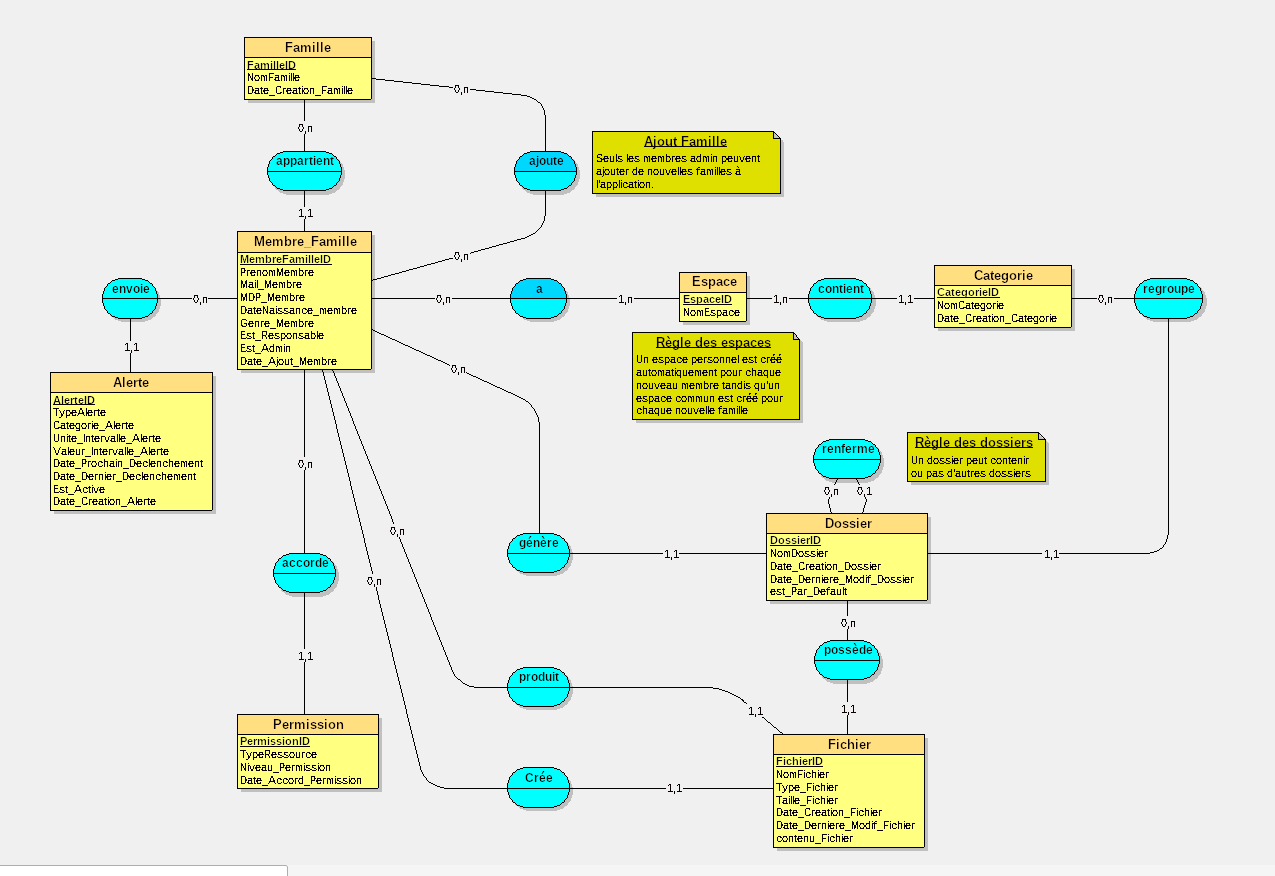 Famille
FamilleID
NomFamille
Date_Creation_Famille
0,n
0,n
appartient
ajoute
Ajout Famille
Seuls les membres admin peuvent
ajouter de nouvelles familles à
l'application.
1,1
0,n
Membre_Famille
MembreFamilleID
PrenomMembre
Mail_Membre
MDP_Membre
DateNaissance_membre
Genre_Membre
Est_Responsable
Est_Admin
Date_Ajout_Membre
envoie
0,n
0,n
a
1,n
Espace
EspaceID
NomEspace
1,n
contient
1,1
Categorie
CategorieID
NomCategorie
Date_Creation_Categorie
0,n
regroupe
1,1
Règle des espaces
Un espace personnel est créé
automatiquement pour chaque
nouveau membre tandis qu'un
espace commun est créé pour
chaque nouvelle famille
Alerte
AlerteID
TypeAlerte
Categorie_Alerte
Unite_Intervalle_Alerte
Valeur_Intervalle_Alerte
Date_Prochain_Declenchement
Date_Dernier_Declenchement
Est_Active
Date_Creation_Alerte
0,n
renferme
Règle des dossiers
Un dossier peut contenir
ou pas d'autres dossiers
0,n
0,1
0,n
Dossier
DossierID
NomDossier
Date_Creation_Dossier
Date_Derniere_Modif_Dossier
est_Par_Default
0,n
génère
1,1
1,1
accorde
0,n
0,n
possède
1,1
produit
1,1
1,1
Permission
PermissionID
TypeRessource
Niveau_Permission
Date_Accord_Permission
Crée
1,1
Fichier
FichierID
NomFichier
Type_Fichier
Taille_Fichier
Date_Creation_Fichier
Date_Derniere_Modif_Fichier
contenu_Fichier